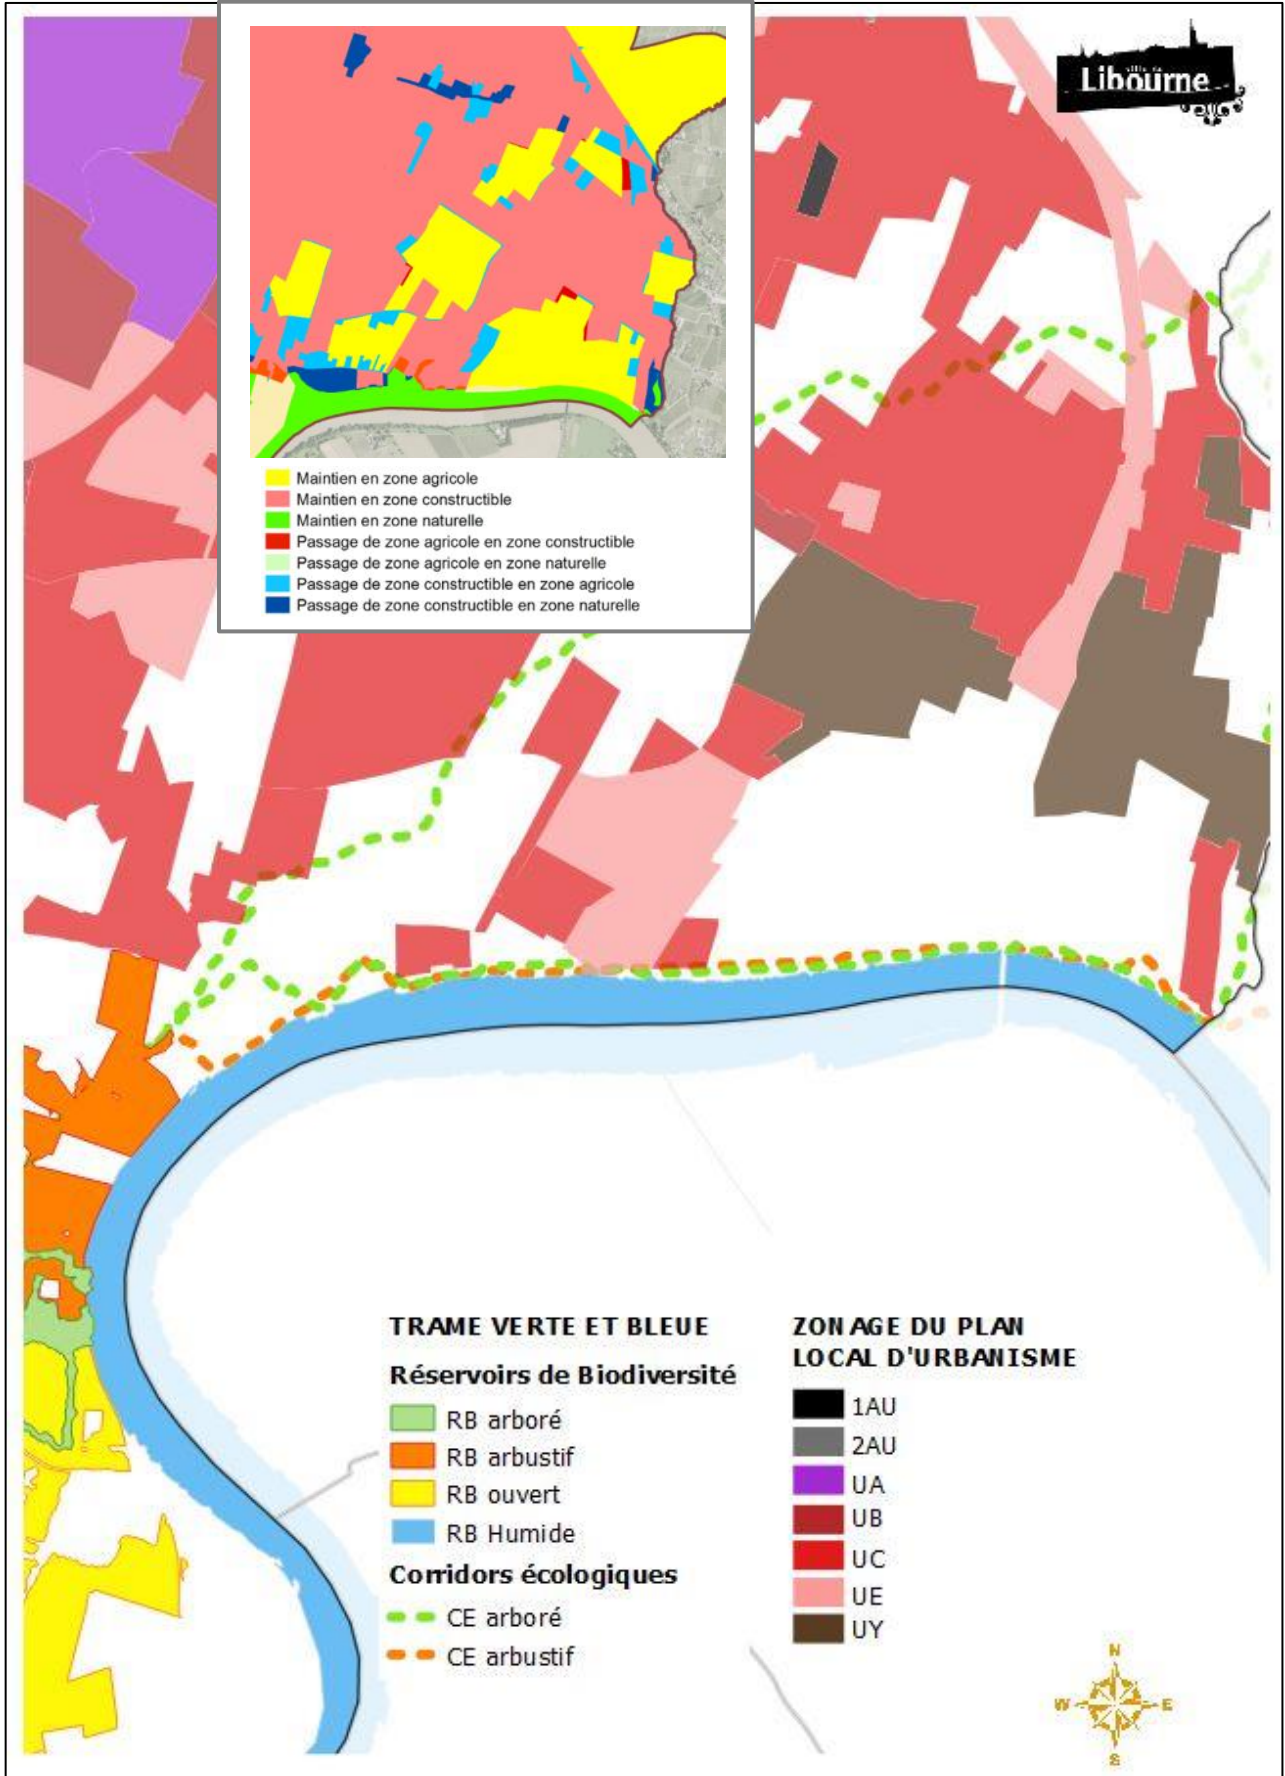 ville de
Libourne
Maintien en zone agricole
Maintien en zone constructible
Maintien en zone naturelle
Passage de zone agricole en zone constructible
Passage de zone agricole en zone naturelle
Passage de zone constructible en zone agricole
Passage de zone constructible en zone naturelle
TRAME VERTE ET BLEUE
Réservoirs de Biodiversité
RB arboré
RB arbustif
RB ouvert
RB Humide
Corridors écologiques
CE arboré
CE arbustif
ZONAGE DU PLAN
LOCAL D'URBANISME
1AU
2AU
UA
UB
UC
UE
UY
N
W E
S